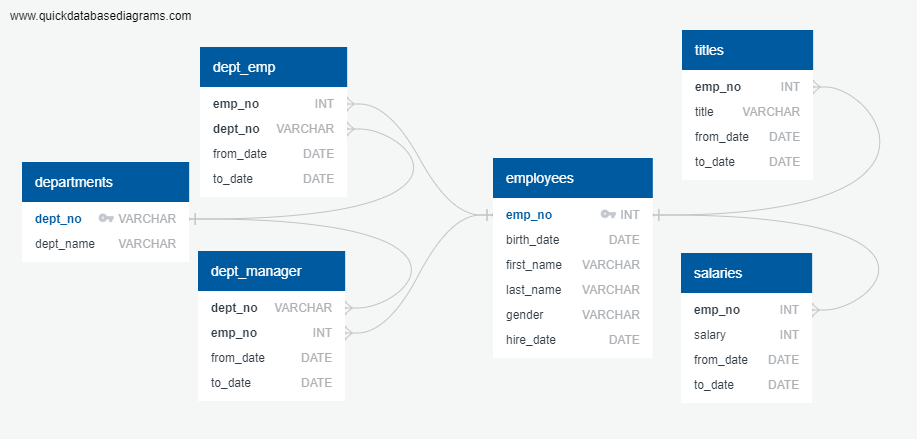 www.quickdatabasediagrams.com
dept_emp
emp_no INT
dept_no VARCHAR
from_date DATE
to_date DATE
departments
dept_no VARCHAR
dept_name VARCHAR
dept_manager
dept_no VARCHAR
emp_no INT
from_date DATE
to_date DATE
employees
emp_no INT
birth_date DATE
first_name VARCHAR
last_name VARCHAR
gender VARCHAR
hire_date DATE
titles
emp_no INT
title VARCHAR
from_date DATE
to_date DATE
salaries
emp_no INT
salary INT
from_date DATE
to_date DATE